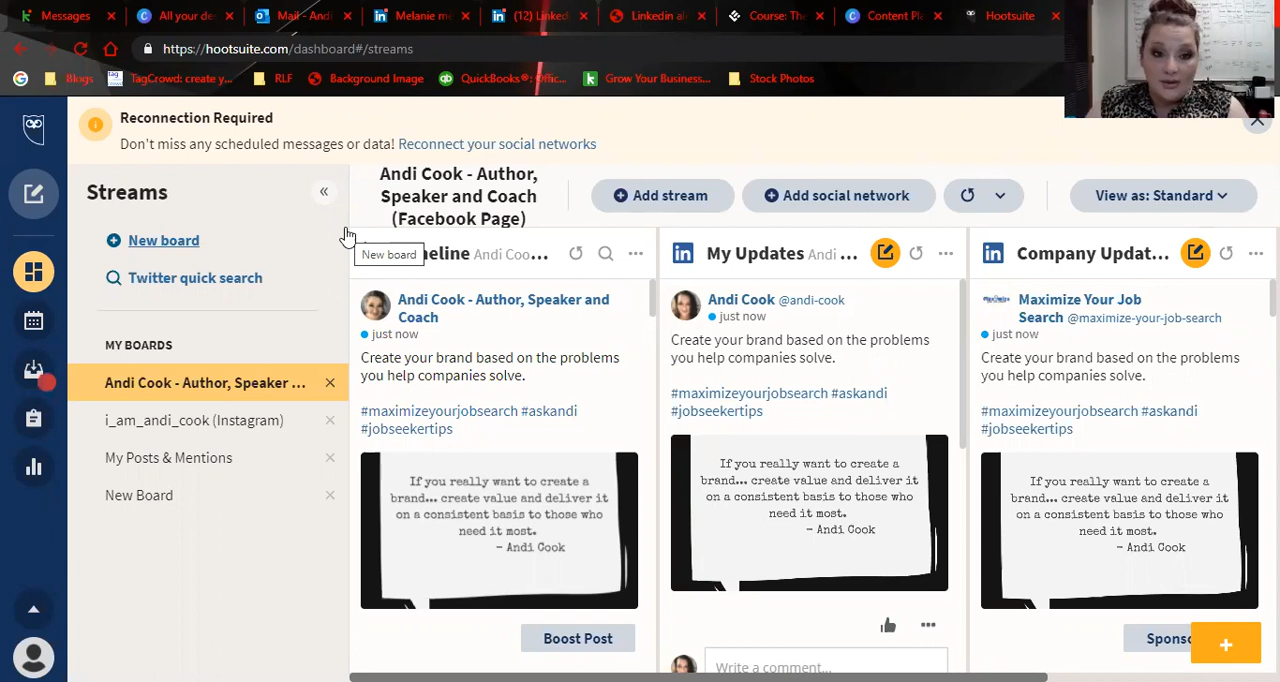 Messages
All your de
Mail - Andi
Melanie me
(12) Linked
Linkedin al
Course: The
Content Pl
Hootsuite
https://hootsuite.com/dashboard#/streams
Blogs
TagCrowd: create y...
RLF
Background Image
QuickBooks®: Offic...
Grow Your Business...
Stock Photos
Reconnection Required
Don't miss any scheduled messages or data! Reconnect your social networks
Streams
«
New board
Twitter quick search
MY BOARDS
Andi Cook - Author, Speaker ...
i_am_andi_cook (Instagram)
My Posts & Mentions
New Board
Andi Cook - Author,
Speaker and Coach
(Facebook Page)
Add stream
Add social network
View as: Standard
New board
meline Andi Coo...
Andi Cook - Author, Speaker and
Coach
just now
Create your brand based on the problems
you help companies solve.
#maximizeyourjobsearch #askandi
#jobseekertips
If you really want to create a
brand... create value and deliver it
on a consistent basis to those who
need it most.
- Andi Cook
Boost Post
My Updates Andi ...
Andi Cook @andi-cook
just now
Create your brand based on the problems
you help companies solve.
#maximizeyourjobsearch #askandi
#jobseekertips
If you really want to create a
brand... create value and deliver it
on a consistent basis to those who
need it most.
- Andi Cook
Write a comment...
Company Updat...
Maximize Your Job
Search @maximize-your-job-search
just now
Create your brand based on the problems
you help companies solve.
#maximizeyourjobsearch #askandi
#jobseekertips
If you really want to create a
brand... create value and deliver it
on a consistent basis to those who
need it most.
- Andi Cook
Sponso
+